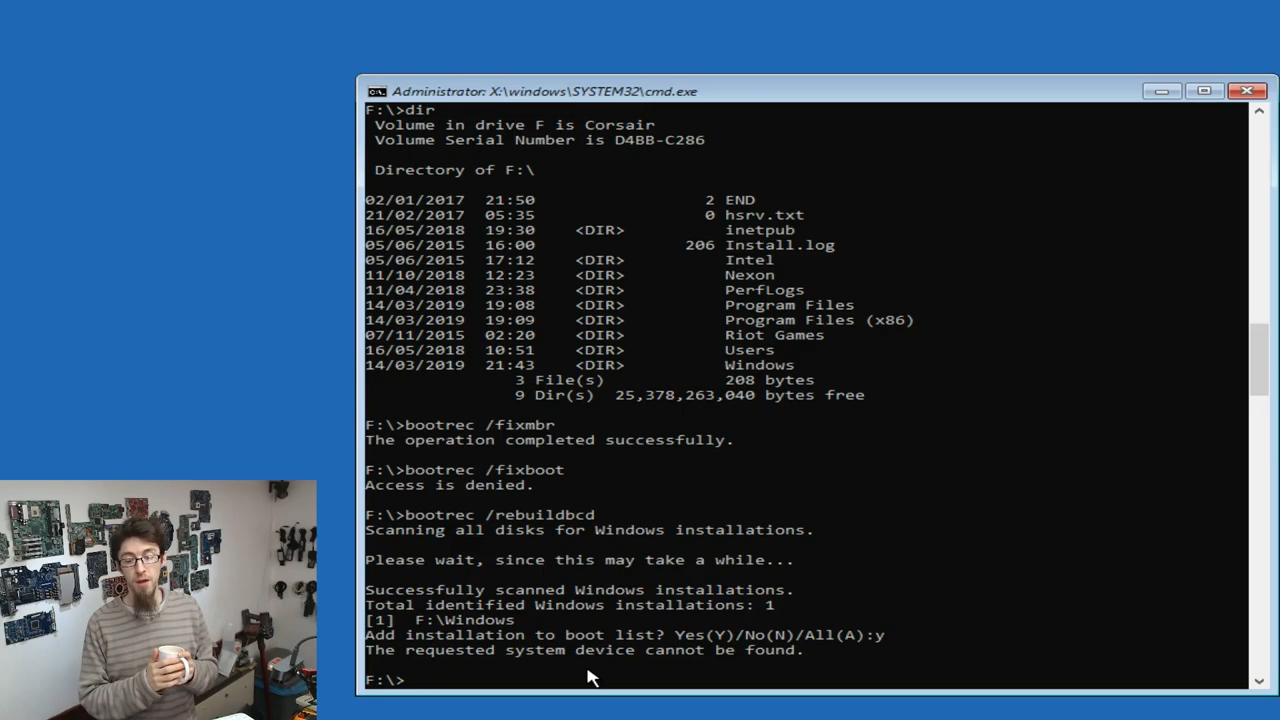 Administrator: X:\windows\SYSTEM32\cmd.exe
F:\>dir
Volume in drive F is Corsair
Volume Serial Number is D4BB-C286
Directory of F:\
02/01/2017 21:50 2 END
21/02/2017 05:35 0 hsrv.txt
16/05/2018 19:30 <DIR> inetpub
05/06/2015 16:00 206 Install.log
05/06/2015 17:12 <DIR> Intel
11/10/2018 12:23 <DIR> Nexon
11/04/2018 23:38 <DIR> PerfLogs
14/03/2019 19:08 <DIR> Program Files
14/03/2019 19:09 <DIR> Program Files (x86)
07/11/2015 02:20 <DIR> Riot Games
16/05/2018 10:51 <DIR> Users
14/03/2019 21:43 <DIR> Windows
3 File(s) 208 bytes
9 Dir(s) 25,378,263,040 bytes free
F:\>bootrec /fixmbr
The operation completed successfully.
F:\>bootrec /fixboot
Access is denied.
F:\>bootrec /rebuildbcd
Scanning all disks for Windows installations.
Please wait, since this may take a while...
Successfully scanned Windows installations.
Total identified Windows installations: 1
[1] F:\Windows
Add installation to boot list? Yes(Y)/No(N)/All(A):y
The requested system device cannot be found.
F:\>